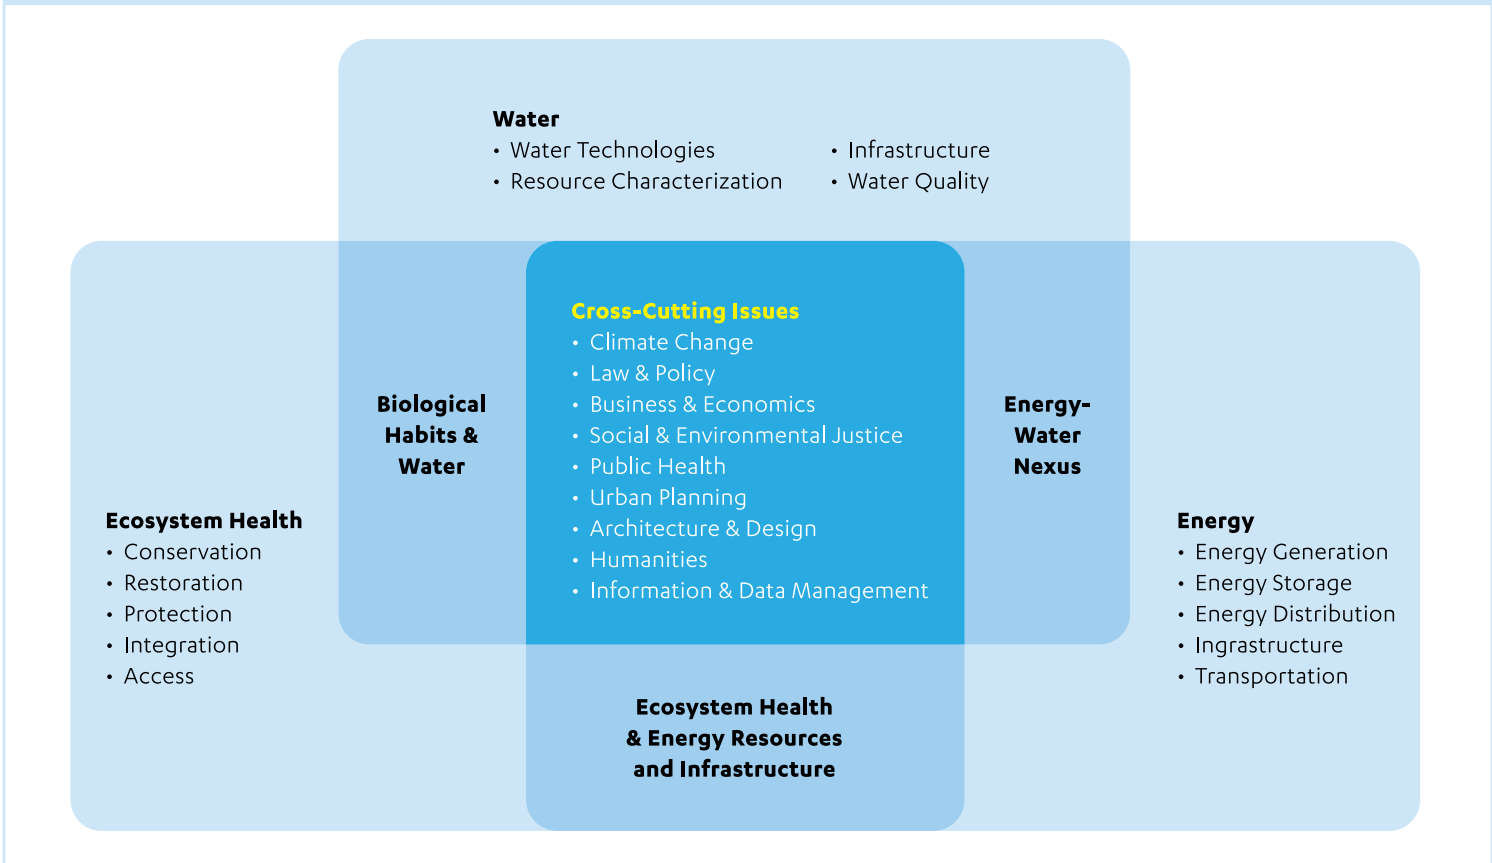 Water
• Water Technologies
• Resource Characterization
• Infrastructure
• Water Quality
Cross-Cutting Issues
• Climate Change
• Law & Policy
• Business & Economics
• Social & Environmental Justice
• Public Health
• Urban Planning
• Architecture & Design
• Humanities
• Information & Data Management
Biological
Habits &
Water
Energy-
Water
Nexus
Ecosystem Health
• Conservation
• Restoration
• Protection
• Integration
• Access
Energy
• Energy Generation
• Energy Storage
• Energy Distribution
• Ingrastructure
• Transportation
Ecosystem Health
& Energy Resources
and Infrastructure